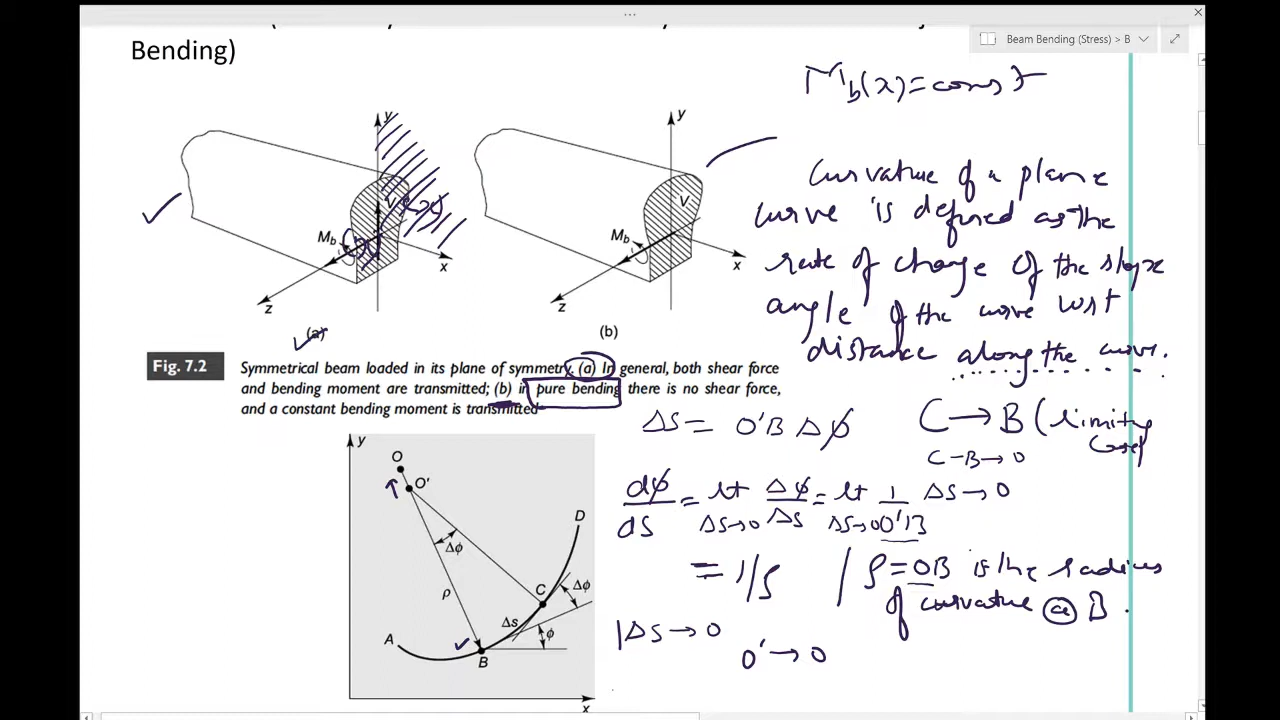 Bending)
Beam Bending (Stress) > B
M_b(x)=const
y
V
(x)
M_b
(x)
x
z
(a)
y
V
M_b
x
z
(b)
Curvature of a plane
curve is defined as the
rate of change of the slope
angle of the curve wrt
distance along the curve.
Fig. 7.2
Symmetrical beam loaded in its plane of symmetry. (a) In general, both shear force
and bending moment are transmitted; (b) in pure bending there is no shear force,
and a constant bending moment is transmitted
ΔS = O'B Δϕ
C → B (limiting
case)
C-B→0
dϕ/dS = lt ΔS→0 Δϕ/ΔS = lt ΔS→0 1/O'B
ΔS→0
= 1/ρ / ρ = OB is the radius
of curvature @ B.
|ΔS → 0
O' → O
y
O
O'
D
Δϕ
ρ
C
Δϕ
Δs
ϕ
A
B
x